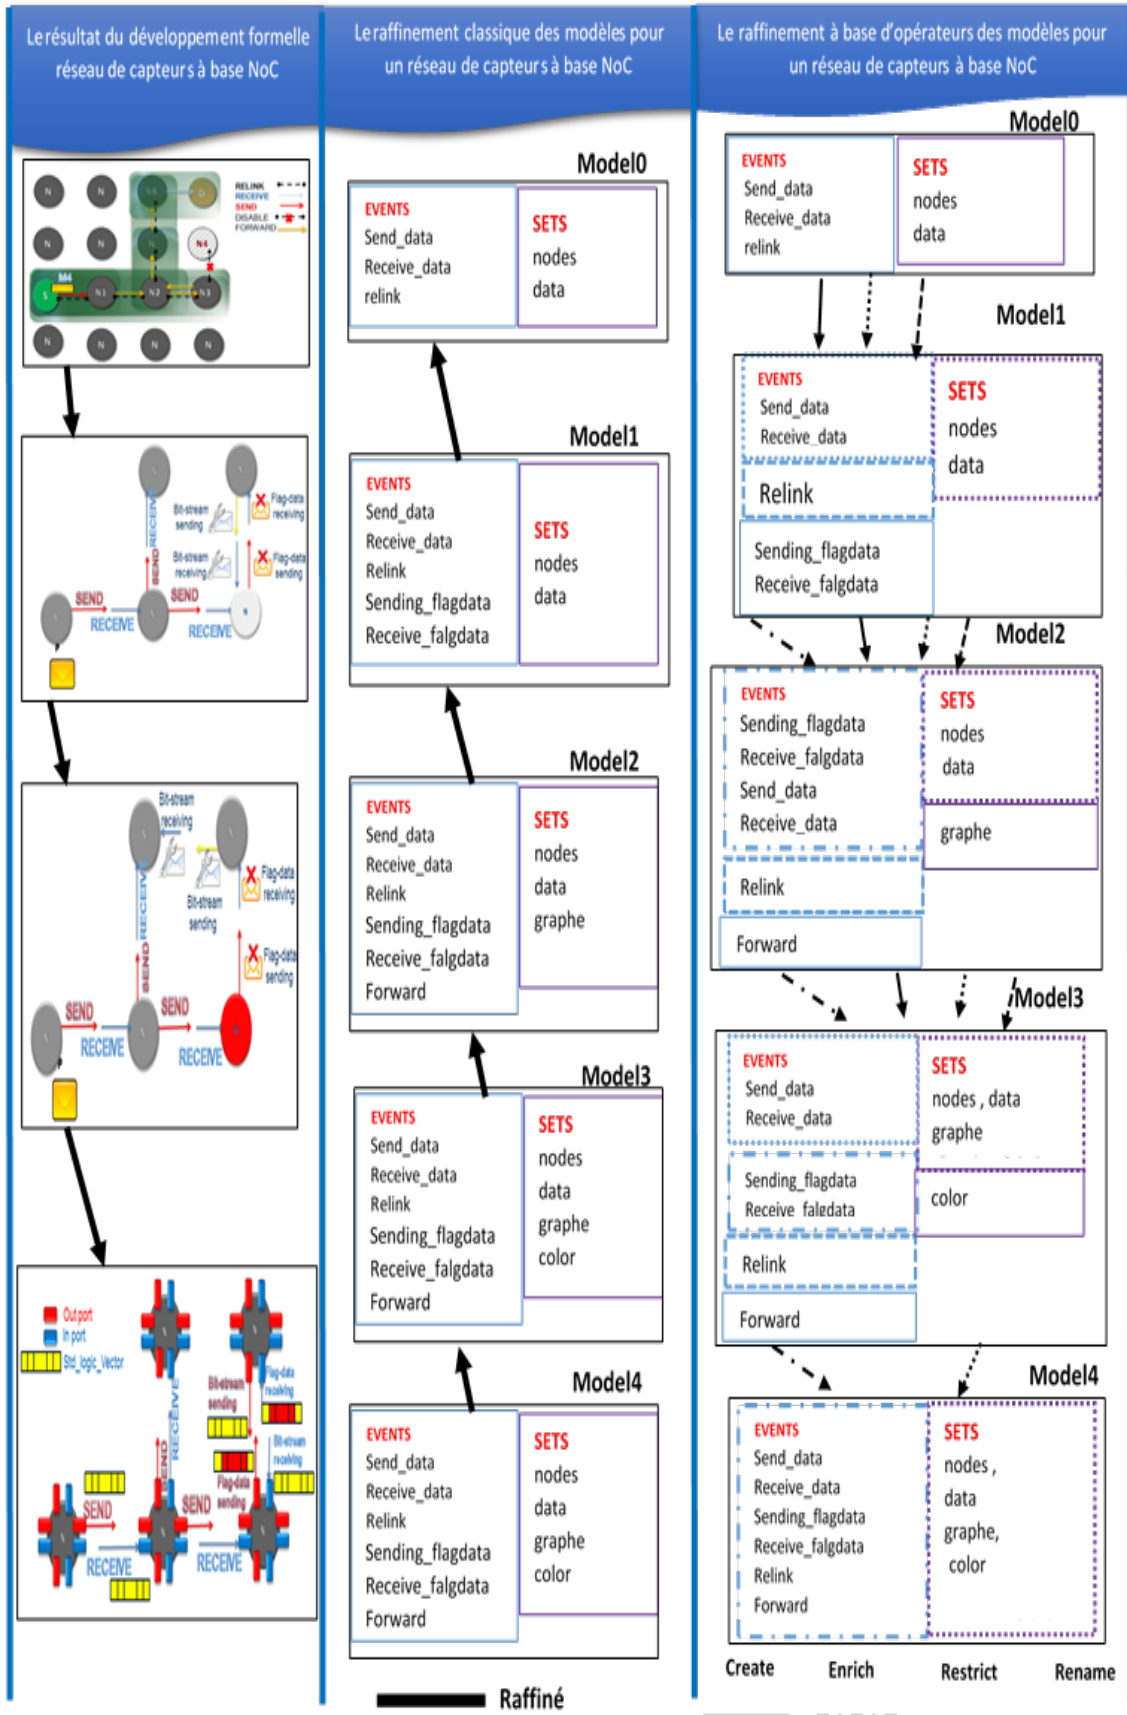 Le résultat du développement formelle
réseau de capteurs à base NoC
N
N
N5
D
N
N
N
N4
M4
S
N1
N2
N3
N
N
N
N
RELINK
RECEIVE
SEND
DISABLE
FORWARD
RECEIVE
SEND
Bit-stream
sending
Flag-data
receiving
Bit-stream
receiving
Flag-data
sending
SEND
RECEIVE
SEND
RECEIVE
N
Bit-stream
receiving
RECEIVE
SEND
Bit-stream
sending
Flag-data
receiving
Flag-data
sending
SEND
RECEIVE
SEND
RECEIVE
Out port
In port
Std_logic_Vector
Bit-stream
sending
Flag-data
receiving
RECEIVE
SEND
Flag-data
sending
Bit-stream
receiving
SEND
RECEIVE
SEND
RECEIVE
Le raffinement classique des modèles pour
un réseau de capteurs à base NoC
Model0
EVENTS
Send_data
Receive_data
relink
SETS
nodes
data
Model1
EVENTS
Send_data
Receive_data
Relink
Sending_flagdata
Receive_falgdata
SETS
nodes
data
Model2
EVENTS
Send_data
Receive_data
Relink
Sending_flagdata
Receive_falgdata
Forward
SETS
nodes
data
graphe
Model3
EVENTS
Send_data
Receive_data
Relink
Sending_flagdata
Receive_falgdata
Forward
SETS
nodes
data
graphe
color
Model4
EVENTS
Send_data
Receive_data
Relink
Sending_flagdata
Receive_falgdata
Forward
SETS
nodes
data
graphe
color
Raffiné
Le raffinement à base d'opérateurs des modèles pour
un réseau de capteurs à base NoC
Model0
EVENTS
Send_data
Receive_data
relink
SETS
nodes
data
Model1
EVENTS
Send_data
Receive_data
Relink
Sending_flagdata
Receive_falgdata
SETS
nodes
data
Model2
EVENTS
Sending_flagdata
Receive_falgdata
Send_data
Receive_data
Relink
Forward
SETS
nodes
data
graphe
Model3
EVENTS
Send_data
Receive_data
Sending_flagdata
Receive_falgdata
Relink
Forward
SETS
nodes , data
graphe
color
Model4
EVENTS
Send_data
Receive_data
Sending_flagdata
Receive_falgdata
Relink
Forward
SETS
nodes ,
data
graphe,
color
Create Enrich Restrict Rename